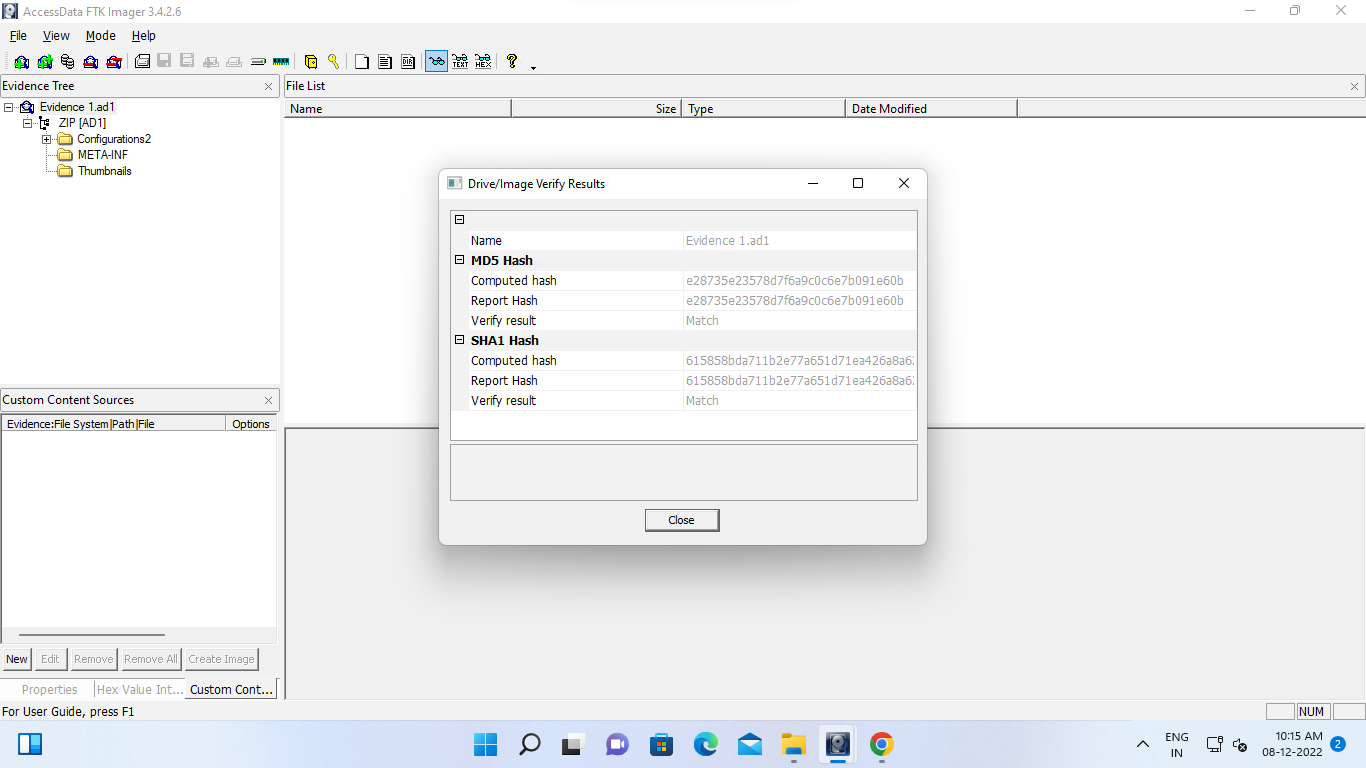 AccessData FTK Imager 3.4.2.6
File View Mode Help
Evidence Tree
File List
Evidence 1.ad1
ZIP [AD1]
Configurations2
META-INF
Thumbnails
Name Size Type Date Modified
Drive/Image Verify Results
Name Evidence 1.ad1
MD5 Hash
Computed hash e28735e23578d7f6a9c0c6e7b091e60b
Report Hash e28735e23578d7f6a9c0c6e7b091e60b
Verify result Match
SHA1 Hash
Computed hash 615858bda711b2e77a651d71ea426a8a6
Report Hash 615858bda711b2e77a651d71ea426a8a6
Verify result Match
Close
Custom Content Sources
Evidence:File System|Path|File Options
New Edit Remove Remove All Create Image
Properties Hex Value Int... Custom Cont...
For User Guide, press F1
NUM
ENG
IN
10:15 AM
08-12-2022
2